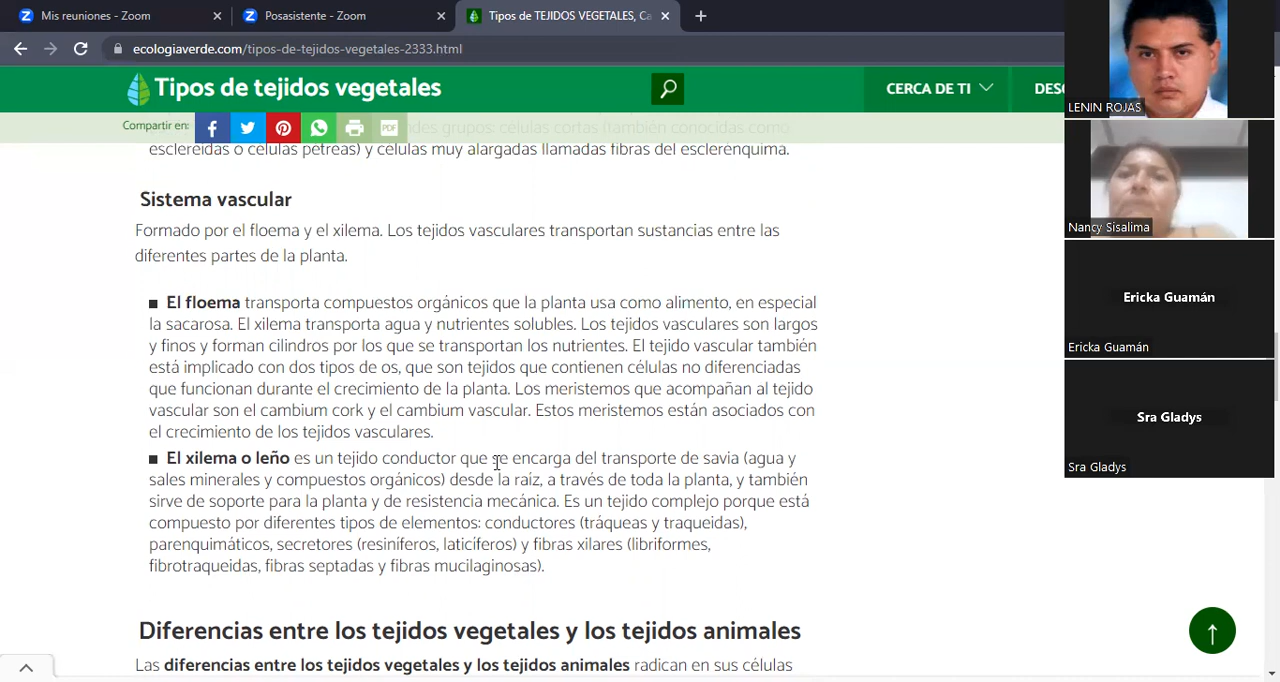 Mis reuniones - Zoom
Posasistente - Zoom
Tipos de TEJIDOS VEGETALES, Ca
ecologiaverde.com/tipos-de-tejidos-vegetales-2333.html
Tipos de tejidos vegetales
CERCA DE TI
DES
Compartir en:
PDF
des grupos: células cortas (también conocidas como
esclereidas o células pétreas) y células muy alargadas llamadas fibras del esclerénquima.
Sistema vascular
Formado por el floema y el xilema. Los tejidos vasculares transportan sustancias entre las
diferentes partes de la planta.
El floema transporta compuestos orgánicos que la planta usa como alimento, en especial
la sacarosa. El xilema transporta agua y nutrientes solubles. Los tejidos vasculares son largos
y finos y forman cilindros por los que se transportan los nutrientes. El tejido vascular también
está implicado con dos tipos de os, que son tejidos que contienen células no diferenciadas
que funcionan durante el crecimiento de la planta. Los meristemos que acompañan al tejido
vascular son el cambium cork y el cambium vascular. Estos meristemos están asociados con
el crecimiento de los tejidos vasculares.
El xilema o leño es un tejido conductor que se encarga del transporte de savia (agua y
sales minerales y compuestos orgánicos) desde la raíz, a través de toda la planta, y también
sirve de soporte para la planta y de resistencia mecánica. Es un tejido complejo porque está
compuesto por diferentes tipos de elementos: conductores (tráqueas y traqueidas),
parenquimáticos, secretores (resiníferos, laticíferos) y fibras xilares (libriformes,
fibrotraqueidas, fibras septadas y fibras mucilaginosas).
Diferencias entre los tejidos vegetales y los tejidos animales
Las diferencias entre los tejidos vegetales y los tejidos animales radican en sus células
LENIN ROJAS
Nancy Sisalima
Ericka Guamán
Ericka Guamán
Sra Gladys
Sra Gladys